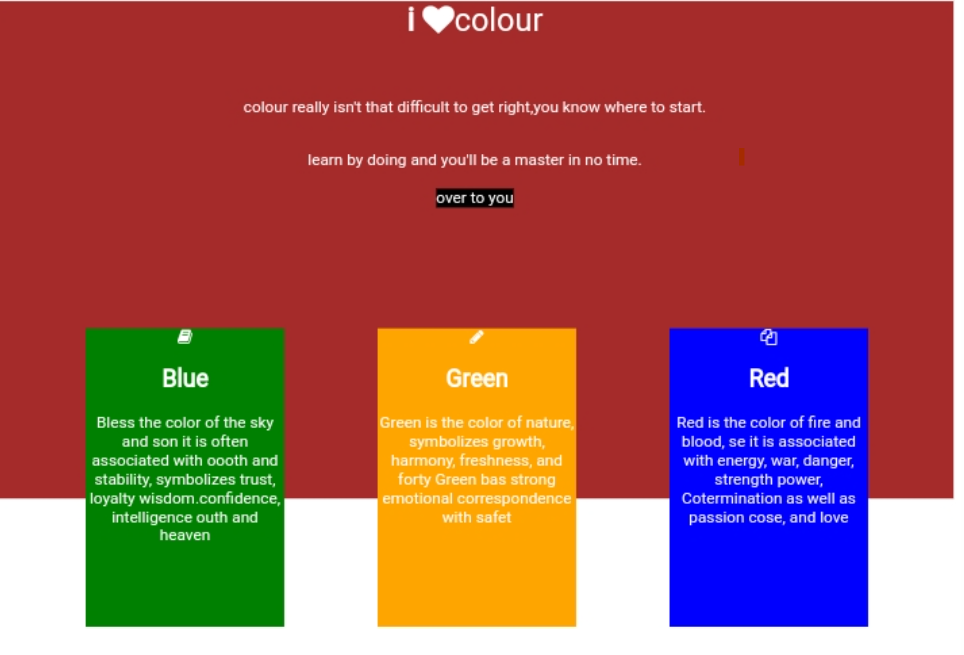 i ♥colour
colour really isn't that difficult to get right,you know where to start.
learn by doing and you'll be a master in no time.
over to you
Blue
Bless the color of the sky
and son it is often
associated with oooth and
stability, symbolizes trust,
loyalty wisdom.confidence,
intelligence outh and
heaven
Green
Green is the color of nature,
symbolizes growth,
harmony, freshness, and
forty Green bas strong
emotional correspondence
with safet
Red
Red is the color of fire and
blood, se it is associated
with energy, war, danger,
strength power,
Cotermination as well as
passion cose, and love